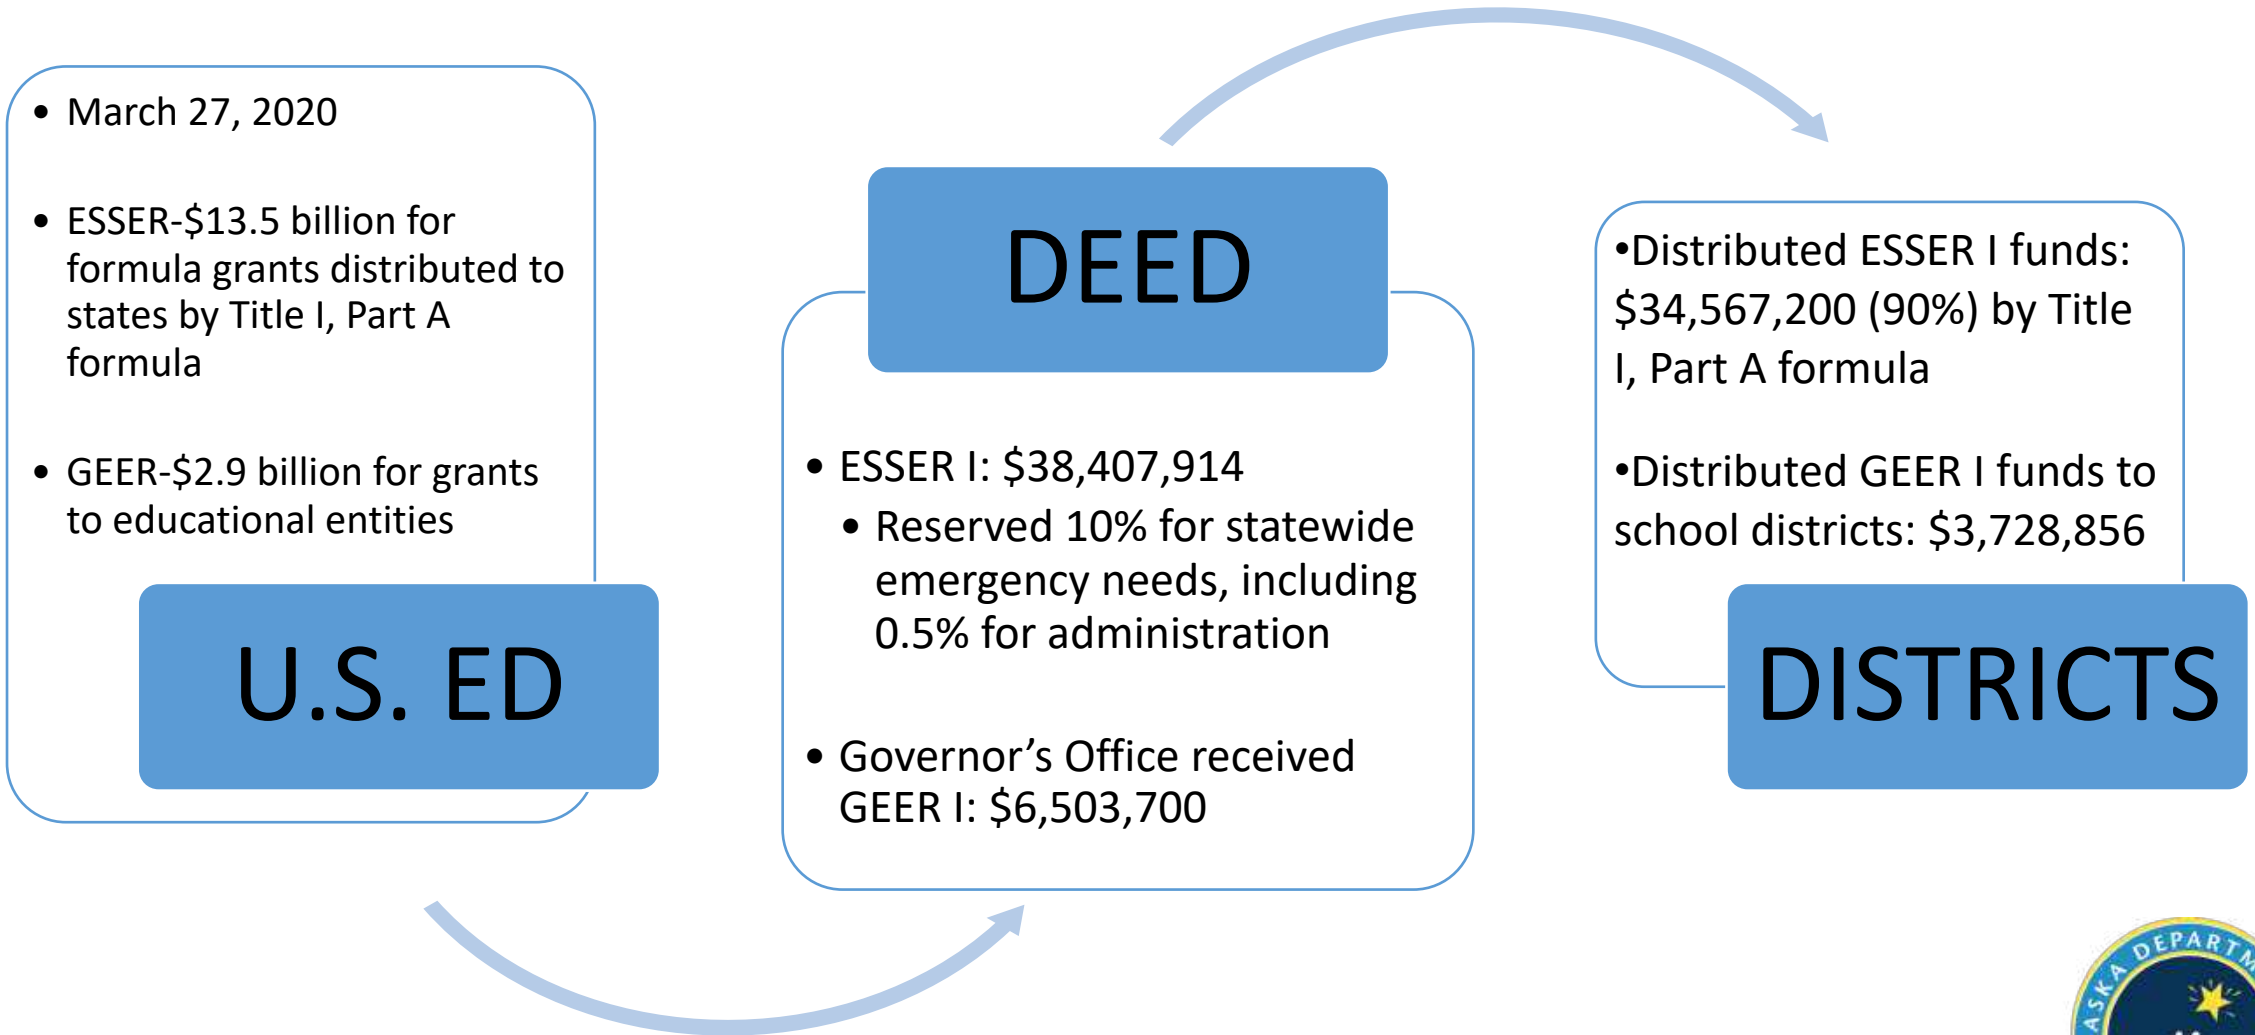 • March 27, 2020
• ESSER-$13.5 billion for
formula grants distributed to
states by Title I, Part A
formula
• GEER-$2.9 billion for grants
to educational entities
U.S. ED
DEED
• ESSER I: $38,407,914
• Reserved 10% for statewide
emergency needs, including
0.5% for administration
• Governor’s Office received
GEER I: $6,503,700
•Distributed ESSER I funds:
$34,567,200 (90%) by Title
I, Part A formula
•Distributed GEER I funds to
school districts: $3,728,856
DISTRICTS